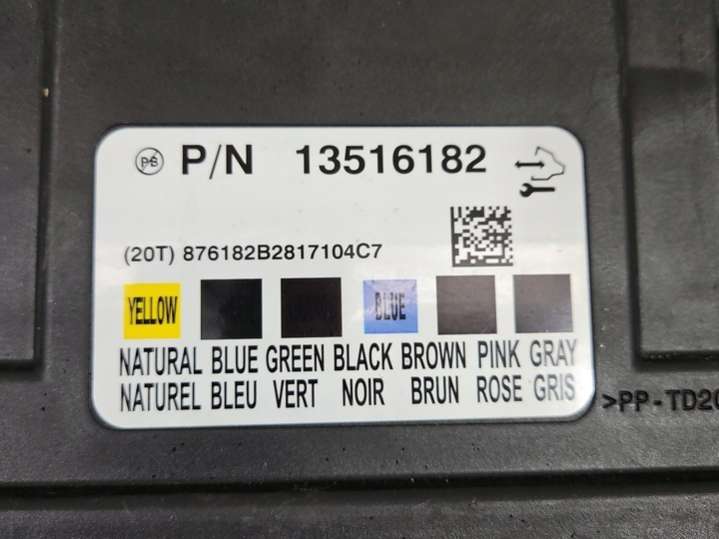 PS P/N 13516182
(20T) 876182B2817104C7
YELLOW BLUE
NATURAL BLUE GREEN BLACK BROWN PINK GRAY
NATUREL BLEU VERT NOIR BRUN ROSE GRIS
>PP-TD20